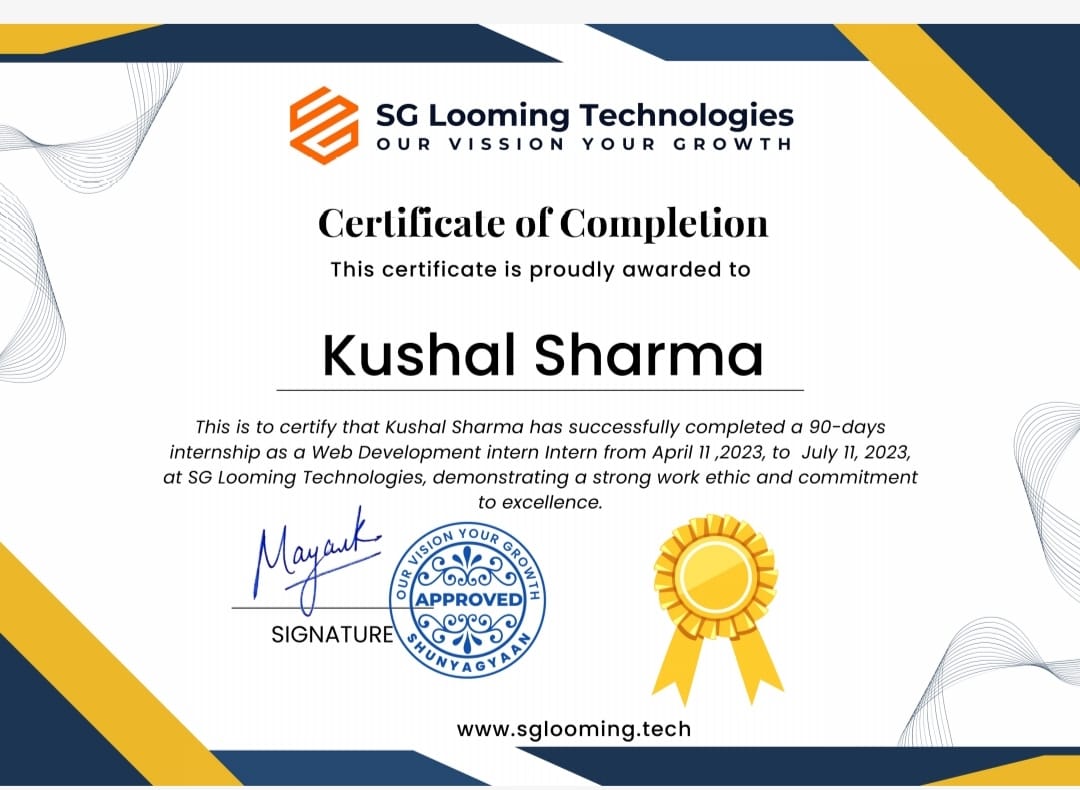 SG Looming Technologies
OUR VISSION YOUR GROWTH
Certificate of Completion
This certificate is proudly awarded to
Kushal Sharma
This is to certify that Kushal Sharma has successfully completed a 90-days
internship as a Web Development intern Intern from April 11 ,2023, to  July 11, 2023,
at SG Looming Technologies, demonstrating a strong work ethic and commitment
to excellence.
Mayank
OUR VISION YOUR GROWTH
APPROVED
SHUNYAGYAAN
SIGNATURE
www.sglooming.tech